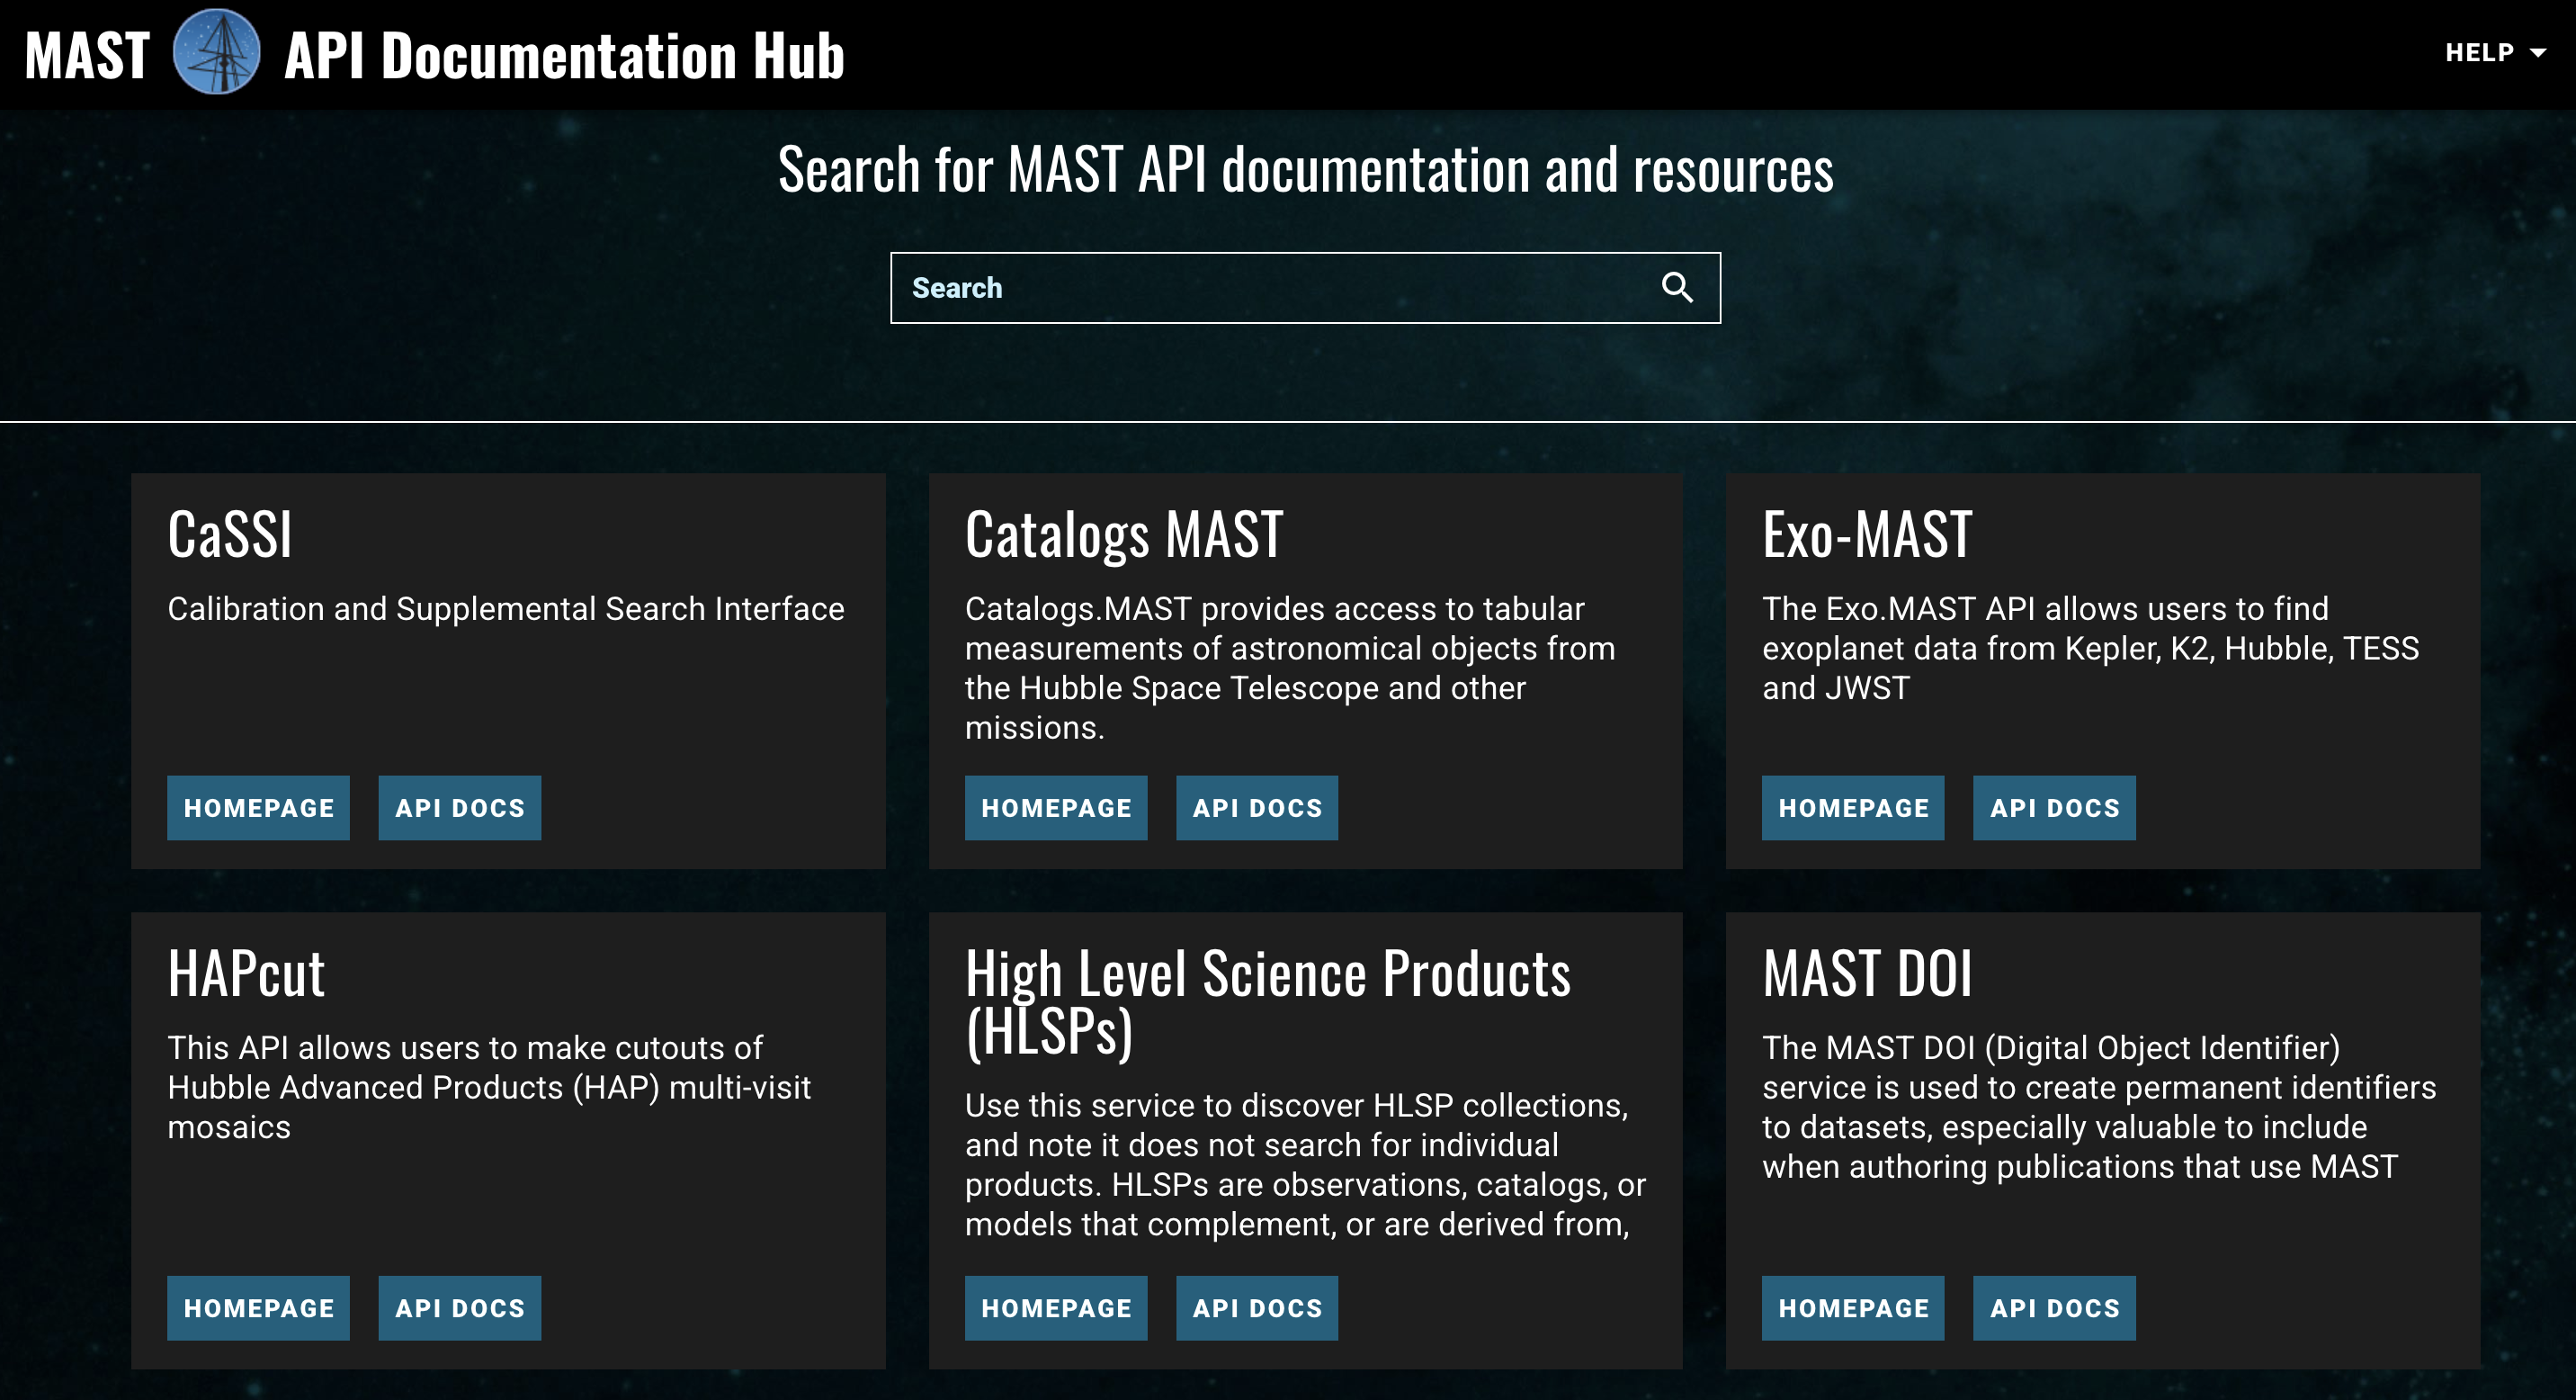 MAST API Documentation Hub
HELP
Search for MAST API documentation and resources
Search
CaSSI
Calibration and Supplemental Search Interface
HOMEPAGE API DOCS
Catalogs MAST
Catalogs.MAST provides access to tabular
measurements of astronomical objects from
the Hubble Space Telescope and other
missions.
HOMEPAGE API DOCS
Exo-MAST
The Exo.MAST API allows users to find
exoplanet data from Kepler, K2, Hubble, TESS
and JWST
HOMEPAGE API DOCS
HAPcut
This API allows users to make cutouts of
Hubble Advanced Products (HAP) multi-visit
mosaics
HOMEPAGE API DOCS
High Level Science Products
(HLSPs)
Use this service to discover HLSP collections,
and note it does not search for individual
products. HLSPs are observations, catalogs, or
models that complement, or are derived from,
HOMEPAGE API DOCS
MAST DOI
The MAST DOI (Digital Object Identifier)
service is used to create permanent identifiers
to datasets, especially valuable to include
when authoring publications that use MAST
HOMEPAGE API DOCS